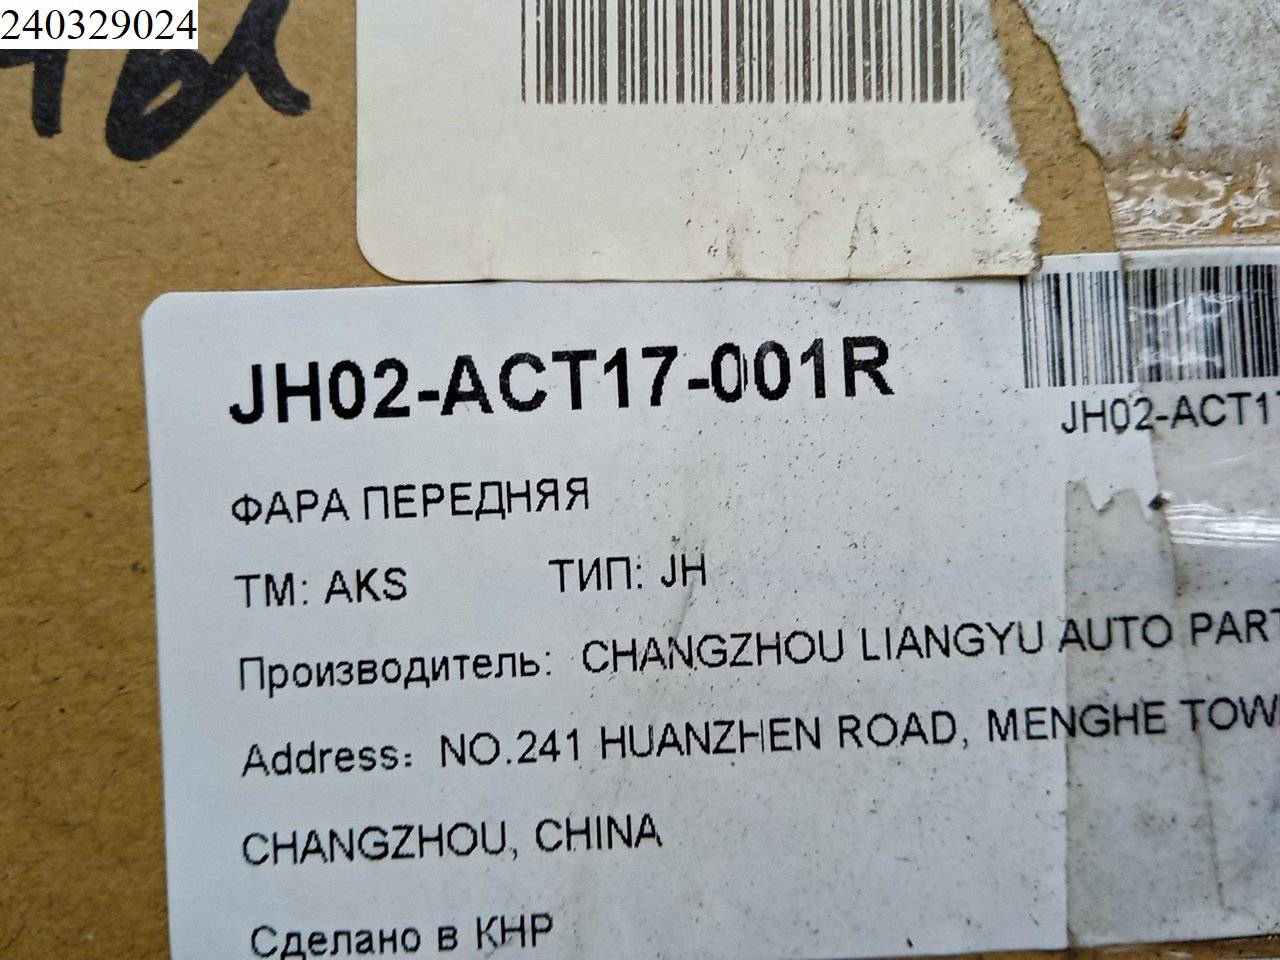 240329024
JH02-ACT17-001R
JH02-ACT17
ФАРА ПЕРЕДНЯЯ
TM: AKS ТИП: JH
Производитель: CHANGZHOU LIANGYU AUTO PART
Address: NO.241 HUANZHEN ROAD, MENGHE TOW
CHANGZHOU, CHINA
Сделано в КНР